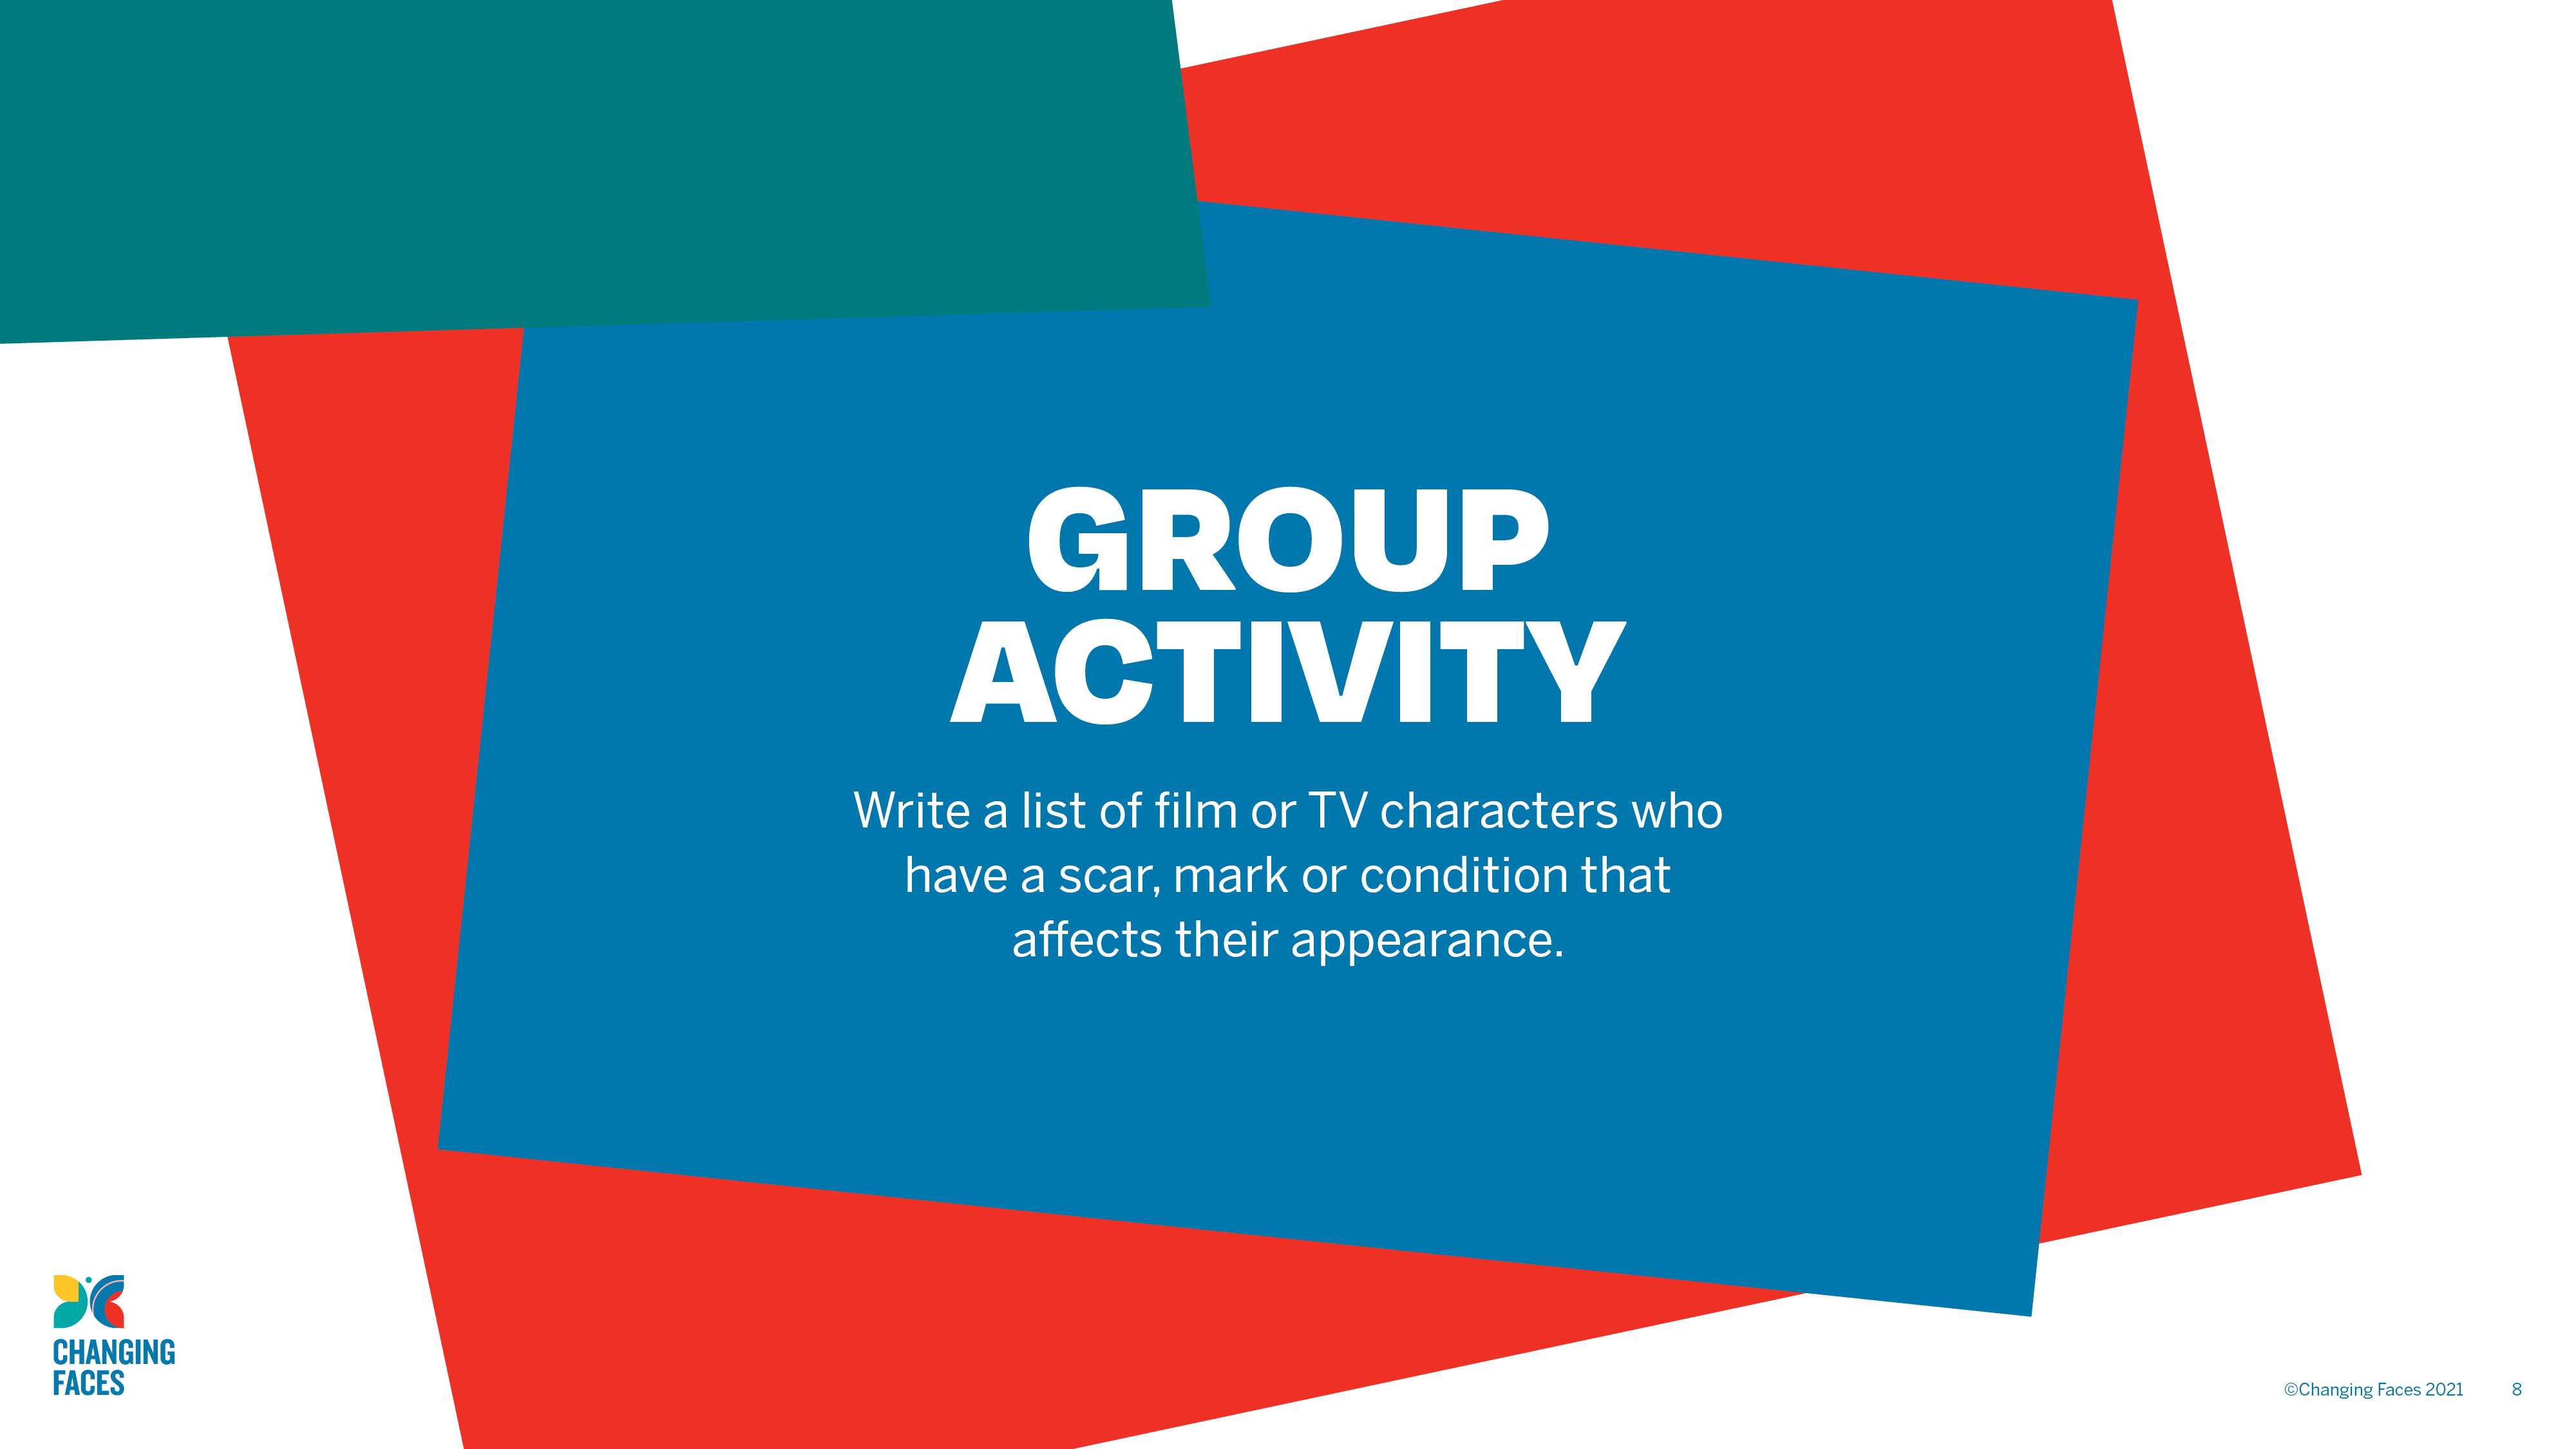 GROUP
ACTIVITY
Write a list of film or TV characters who
have a scar, mark or condition that
affects their appearance.
CHANGING
FACES
©Changing Faces 2021 8